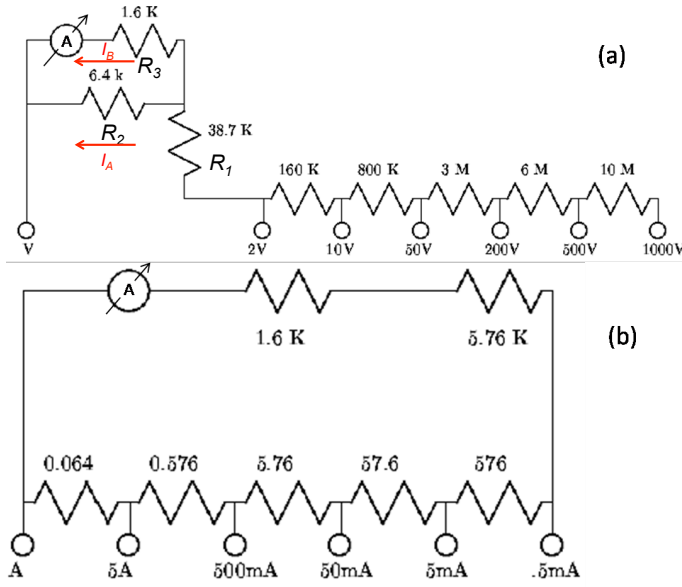 1.6 K
A
I_B
R_3
(a)
6.4 k
R_2
I_A
38.7 K
R_1
160 K 800 K 3 M 6 M 10 M
V 2V 10V 50V 200V 500V 1000V
A
1.6 K 5.76 K
(b)
0.064 0.576 5.76 57.6 576
A 5A 500mA 50mA 5mA .5mA